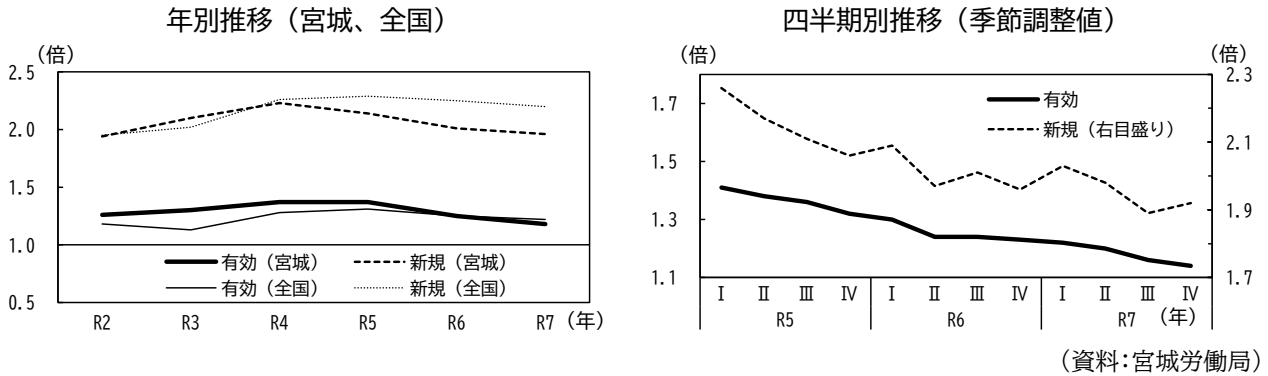 年別推移（宮城、全国）
（倍）
2.5
2.0
1.5
1.0
0.5
有効（宮城）
新規（宮城）
有効（全国）
新規（全国）
R2 R3 R4 R5 R6 R7（年）
四半期別推移（季節調整値）
（倍）
（倍）
1.7
1.5
1.3
1.1
2.3
2.1
1.9
1.7
有効
新規（右目盛り）
Ⅰ Ⅱ Ⅲ Ⅳ Ⅰ Ⅱ Ⅲ Ⅳ Ⅰ Ⅱ Ⅲ Ⅳ
R5 R6 R7 （年）
（資料：宮城労働局）